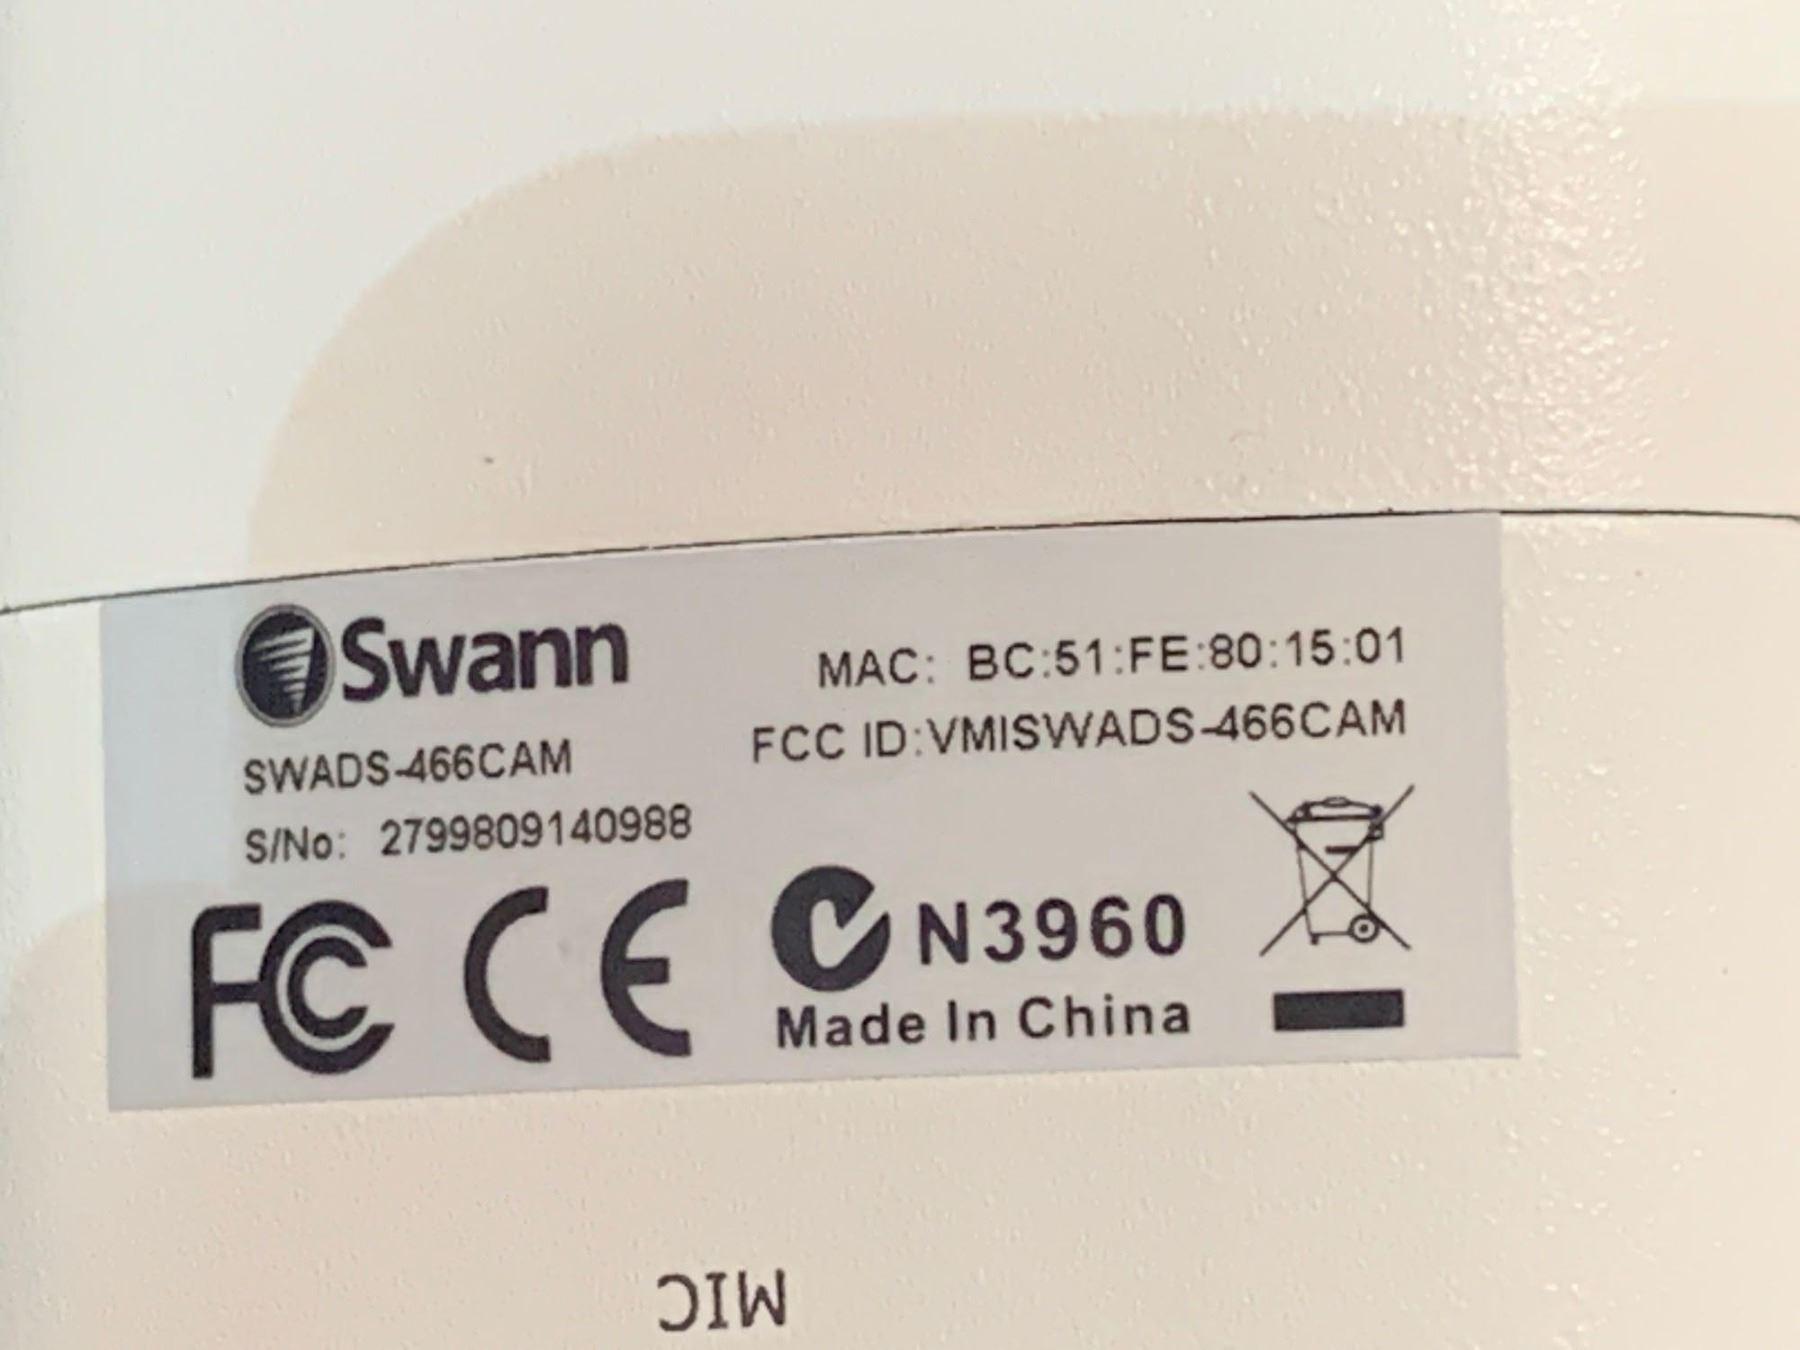 Swann
MAC: BC:51:FE:80:15:01
SWADS-466CAM
FCC ID:VMISWADS-466CAM
S/No: 2799809140988
FC CE N3960
Made In China
MIC